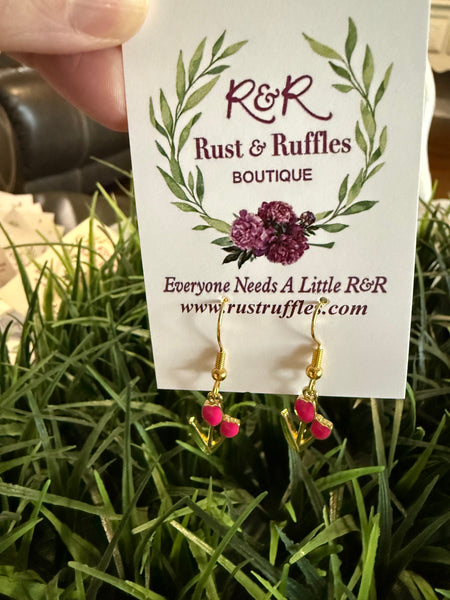 R&R
Rust & Ruffles
BOUTIQUE
Everyone Needs A Little R&R
www.rustruffles.com